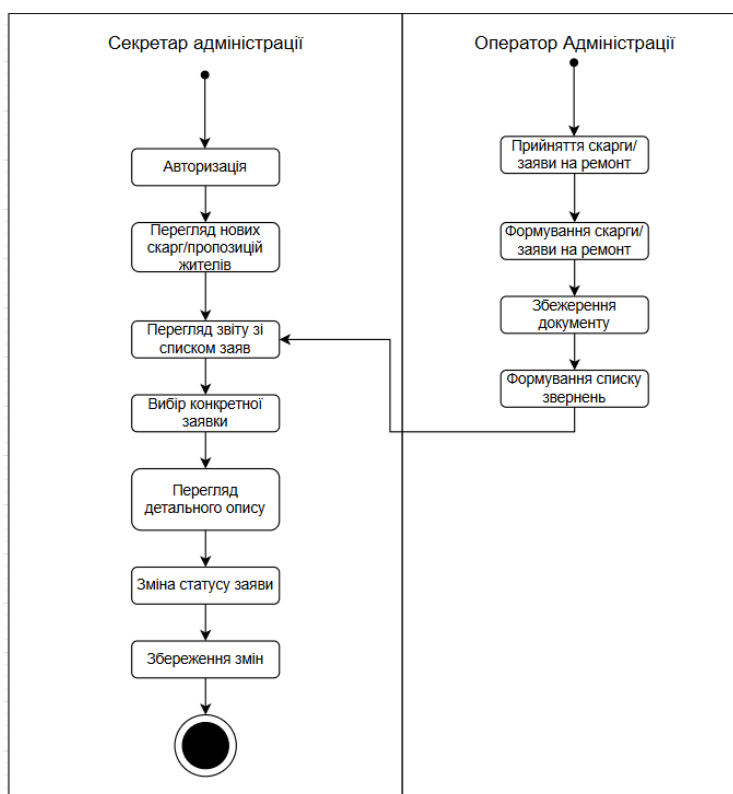 Секретар адміністрації
Авторизація
Перегляд нових
скарг/пропозицій
жителів
Перегляд звіту зі
списком заяв
Вибір конкретної
заявки
Перегляд
детального опису
Зміна статусу заяви
Збереження змін
Оператор Адміністрації
Прийняття скарги/
заяви на ремонт
Формування скарги/
заяви на ремонт
Збежерення
документу
Формування списку
звернень